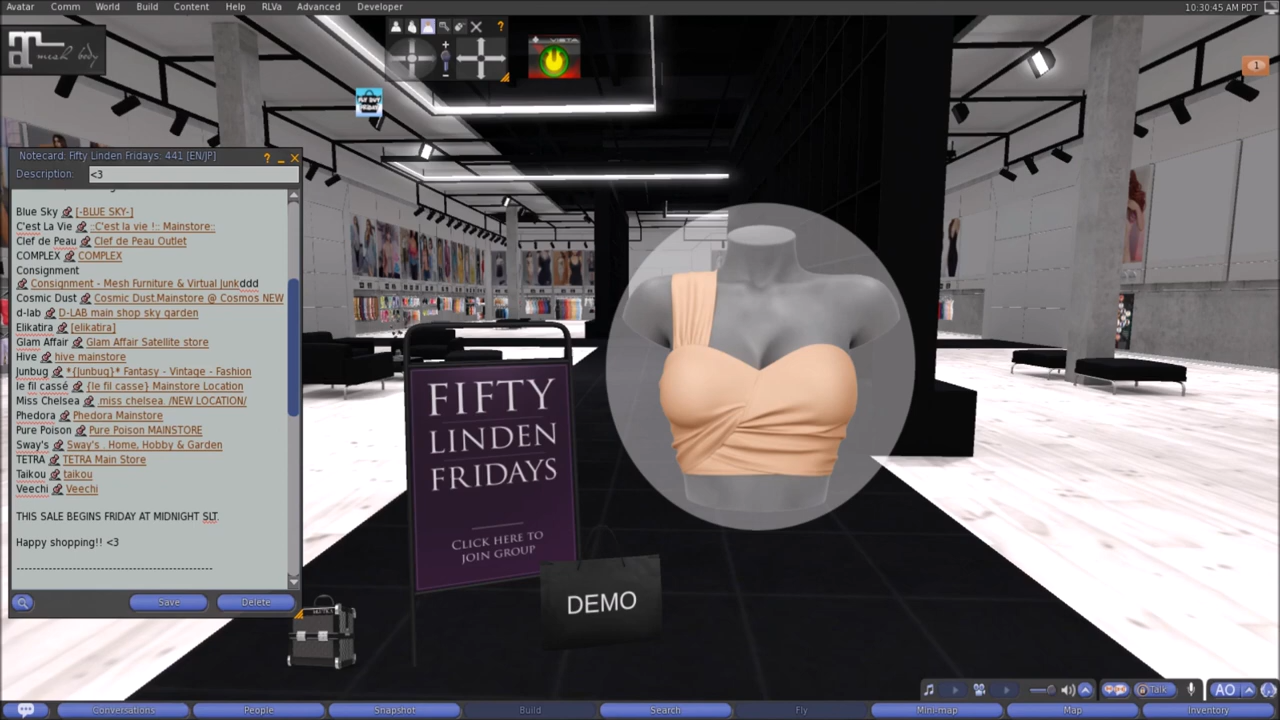 Avatar Comm World Build Content Help RLVa Advanced Developer
10:30:45 AM PDT
mesh body
VISTA
1
Notecard: Fifty Linden Fridays: 441 [EN/JP]
Description: <3
Blue Sky [-BLUE SKY-]
C'est La Vie ::C'est la vie !:: Mainstore::
Clef de Peau Clef de Peau Outlet
COMPLEX COMPLEX
Consignment
Consignment - Mesh Furniture & Virtual Junkddd
Cosmic Dust Cosmic Dust.Mainstore @ Cosmos NEW
d-lab D-LAB main shop sky garden
Elikatira [elikatira]
Glam Affair Glam Affair Satellite store
Hive hive mainstore
Junbug *{Junbug}* Fantasy - Vintage - Fashion
le fil cassé {le fil casse} Mainstore Location
Miss Chelsea .miss chelsea. /NEW LOCATION/
Phedora Phedora Mainstore
Pure Poison Pure Poison MAINSTORE
Sway's Sway's . Home, Hobby & Garden
TETRA TETRA Main Store
Taikou taikou
Veechi Veechi
THIS SALE BEGINS FRIDAY AT MIDNIGHT SLT.
Happy shopping!! <3
-------------------------------------------------
Save Delete
FIFTY
LINDEN
FRIDAYS
CLICK HERE TO
JOIN GROUP
DEMO
Talk
AO
Conversations People Snapshot Build Search Fly Mini-map Map Inventory